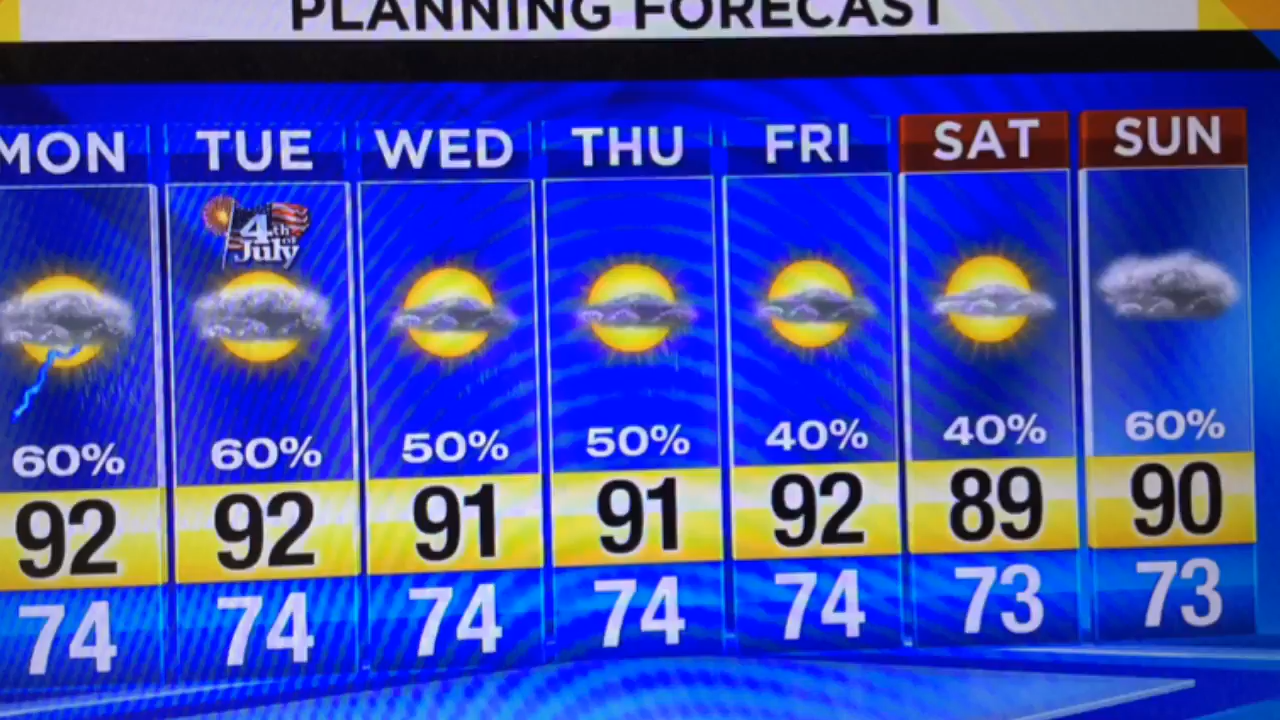 PLANNING FORECAST
MON TUE WED THU FRI SAT SUN
4th of July
60% 60% 50% 50% 40% 40% 60%
92 92 91 91 92 89 90
74 74 74 74 74 73 73